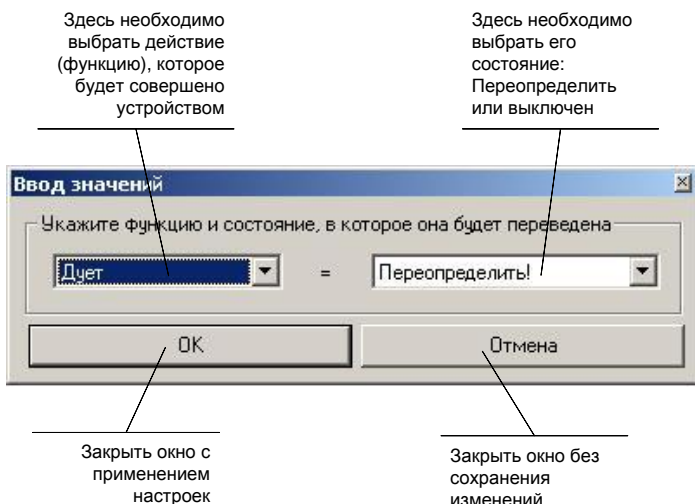 Здесь необходимо
выбрать действие
(функцию), которое
будет совершено
устройством
Здесь необходимо
выбрать его
состояние:
Переопределить
или выключен
Ввод значений
Укажите функцию и состояние, в которое она будет переведена
Дует
=
Переопределить!
OK
Отмена
Закрыть окно с
применением
настроек
Закрыть окно без
сохранения
изменений